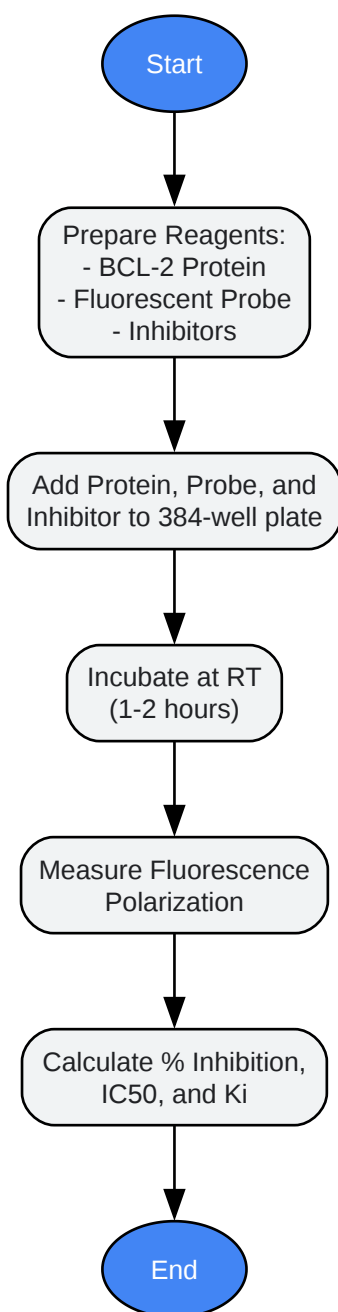 Start
Prepare Reagents:
- BCL-2 Protein
- Fluorescent Probe
- Inhibitors
Add Protein, Probe, and
Inhibitor to 384-well plate
Incubate at RT
(1-2 hours)
Measure Fluorescence
Polarization
Calculate % Inhibition,
IC50, and Ki
End